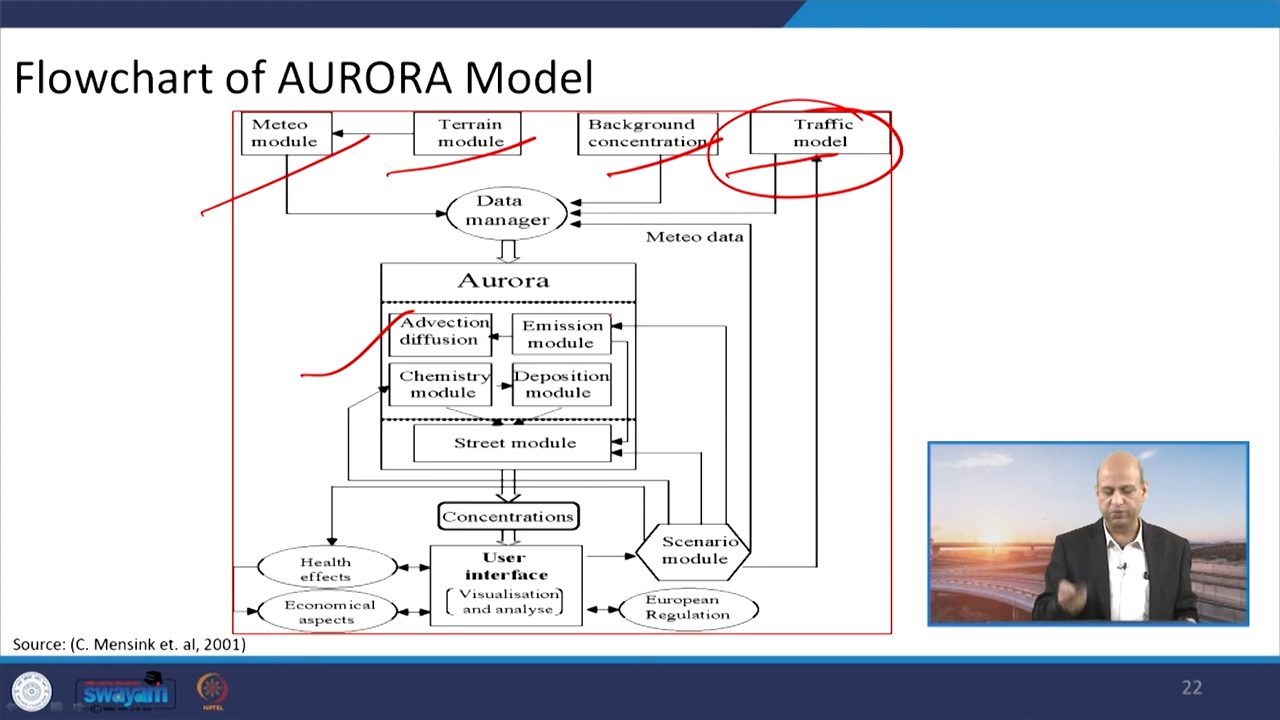 Flowchart of AURORA Model
Meteo
module
Terrain
module
Background
concentration
Traffic
model
Data
manager
Meteo data
Aurora
Advection
diffusion
Emission
module
Chemistry
module
Deposition
module
Street module
Concentrations
Scenario
module
User
interface
Visualisation
and analyse
Health
effects
Economical
aspects
European
Regulation
Source: (C. Mensink et. al, 2001)
swayam
NPTEL
22